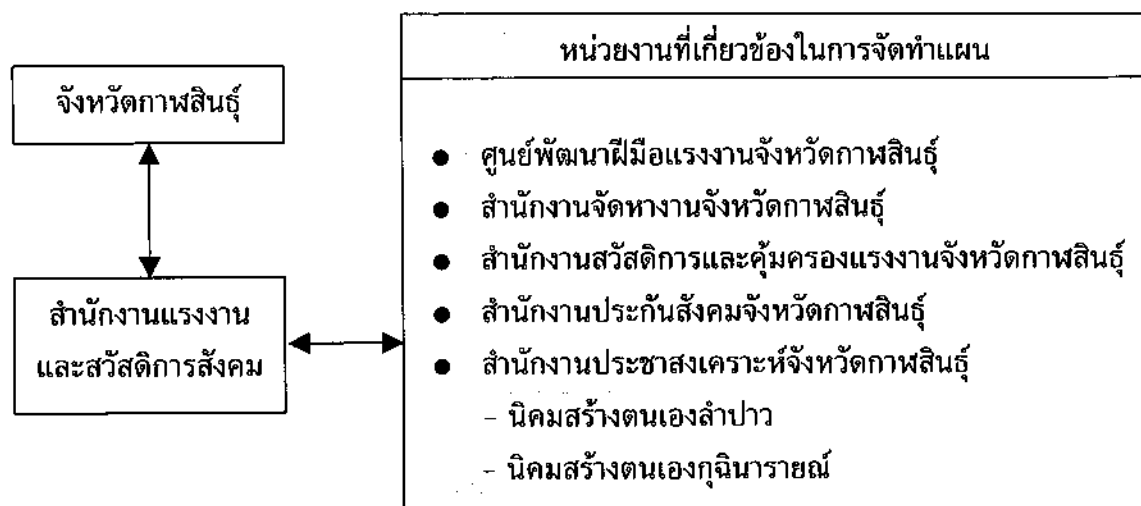 จังหวัดกาฬสินธุ์
สำนักงานแรงงาน
และสวัสดิการสังคม
หน่วยงานที่เกี่ยวข้องในการจัดทำแผน
● ศูนย์พัฒนาฝีมือแรงงานจังหวัดกาฬสินธุ์
● สำนักงานจัดหางานจังหวัดกาฬสินธุ์
● สำนักงานสวัสดิการและคุ้มครองแรงงานจังหวัดกาฬสินธุ์
● สำนักงานประกันสังคมจังหวัดกาฬสินธุ์
● สำนักงานประชาสงเคราะห์จังหวัดกาฬสินธุ์
– นิคมสร้างตนเองลำปาว
– นิคมสร้างตนเองกุฉินารายณ์